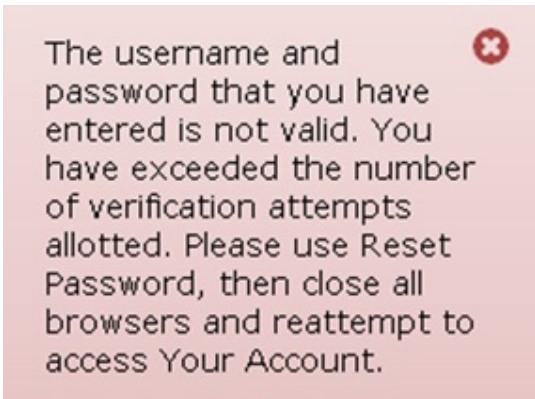 The username and
password that you have
entered is not valid. You
have exceeded the number
of verification attempts
allotted. Please use Reset
Password, then close all
browsers and reattempt to
access Your Account.